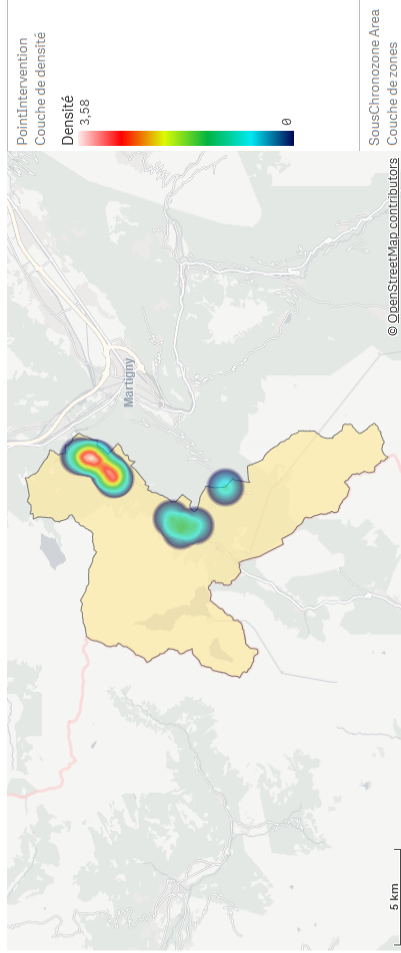 PointIntervention
Couche de densité
Densité
3,58
0
SousChronozone Area
Couche de zones
Martigny
© OpenStreetMap contributors
5 km